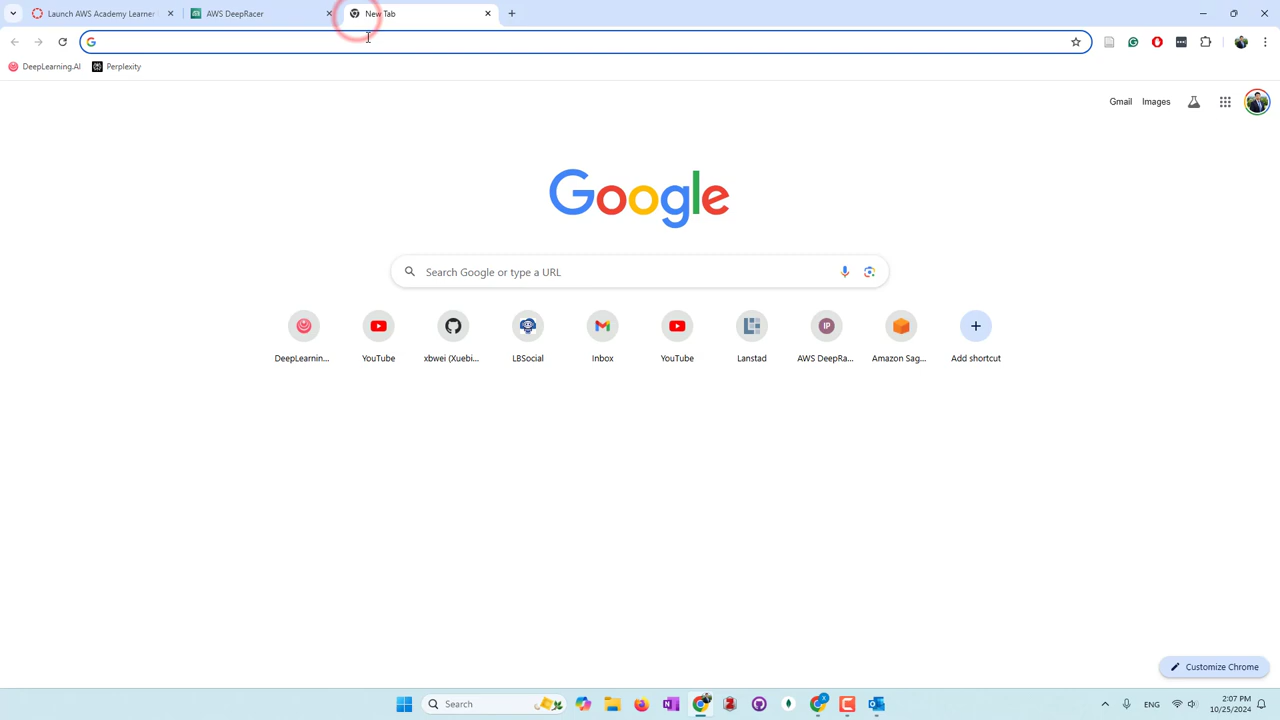 Launch AWS Academy Learner
AWS DeepRacer
New Tab
DeepLearning.AI
Perplexity
Gmail
Images
Google
Search Google or type a URL
DeepLearnin...
YouTube
xbwei (Xuebi...
LBSocial
Inbox
YouTube
Lanstad
IP
AWS DeepRa...
Amazon Sag...
Add shortcut
Customize Chrome
Search
ENG
2:07 PM
10/25/2024